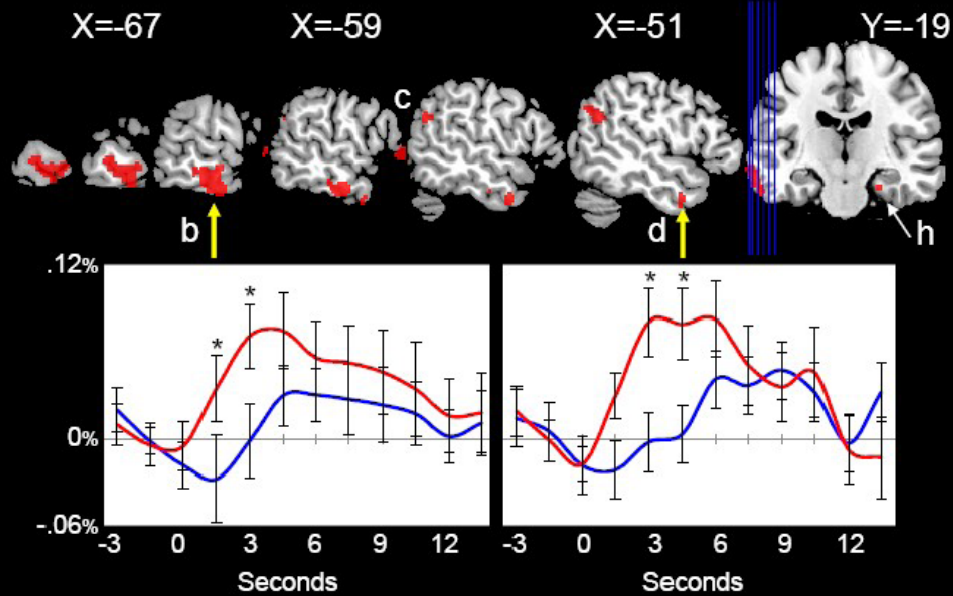 X=-67 X=-59 X=-51 Y=-19
c
b d h
.12%
* * * *
0%
-.06%
-3 0 3 6 9 12 -3 0 3 6 9 12
Seconds Seconds